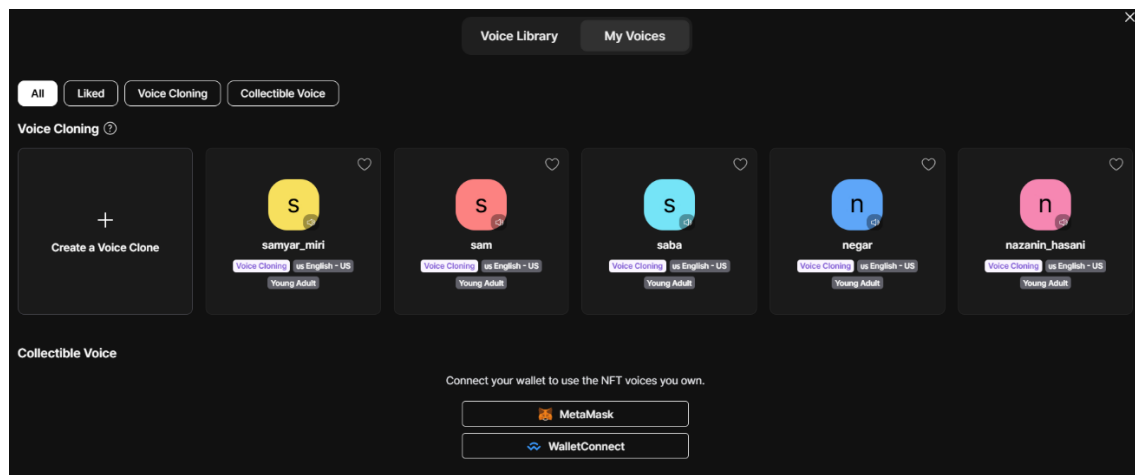 Voice Library My Voices
All Liked Voice Cloning Collectible Voice
Voice Cloning ?
+
Create a Voice Clone
s
samyar_miri
Voice Cloning us English - US
Young Adult
s
sam
Voice Cloning us English - US
Young Adult
s
saba
Voice Cloning us English - US
Young Adult
n
negar
Voice Cloning us English - US
Young Adult
n
nazanin_hasani
Voice Cloning us English - US
Young Adult
Collectible Voice
Connect your wallet to use the NFT voices you own.
MetaMask
WalletConnect